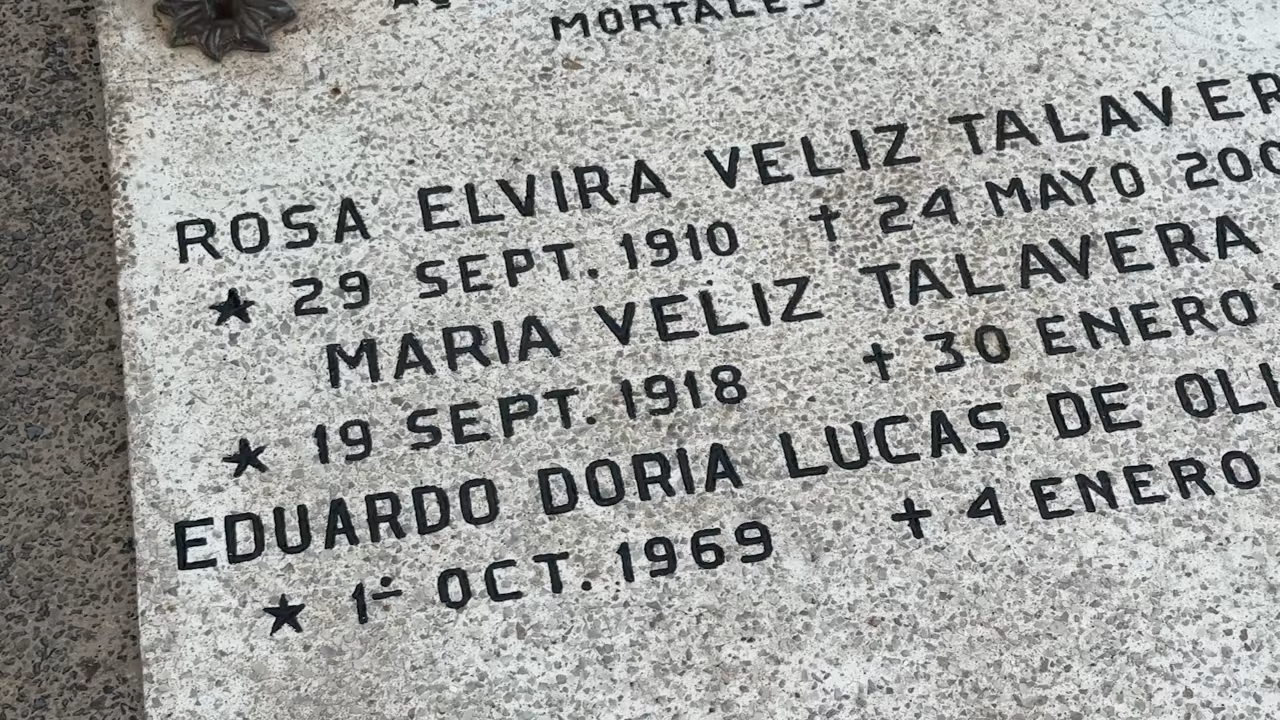 MORTALES
ROSA ELVIRA VELIZ TALAVER
★ 29 SEPT. 1910 † 24 MAYO 200
MARIA VELIZ TALAVERA
★ 19 SEPT. 1918 † 30 ENERO
EDUARDO DORIA LUCAS DE OLI
★ 1º OCT. 1969 † 4 ENERO